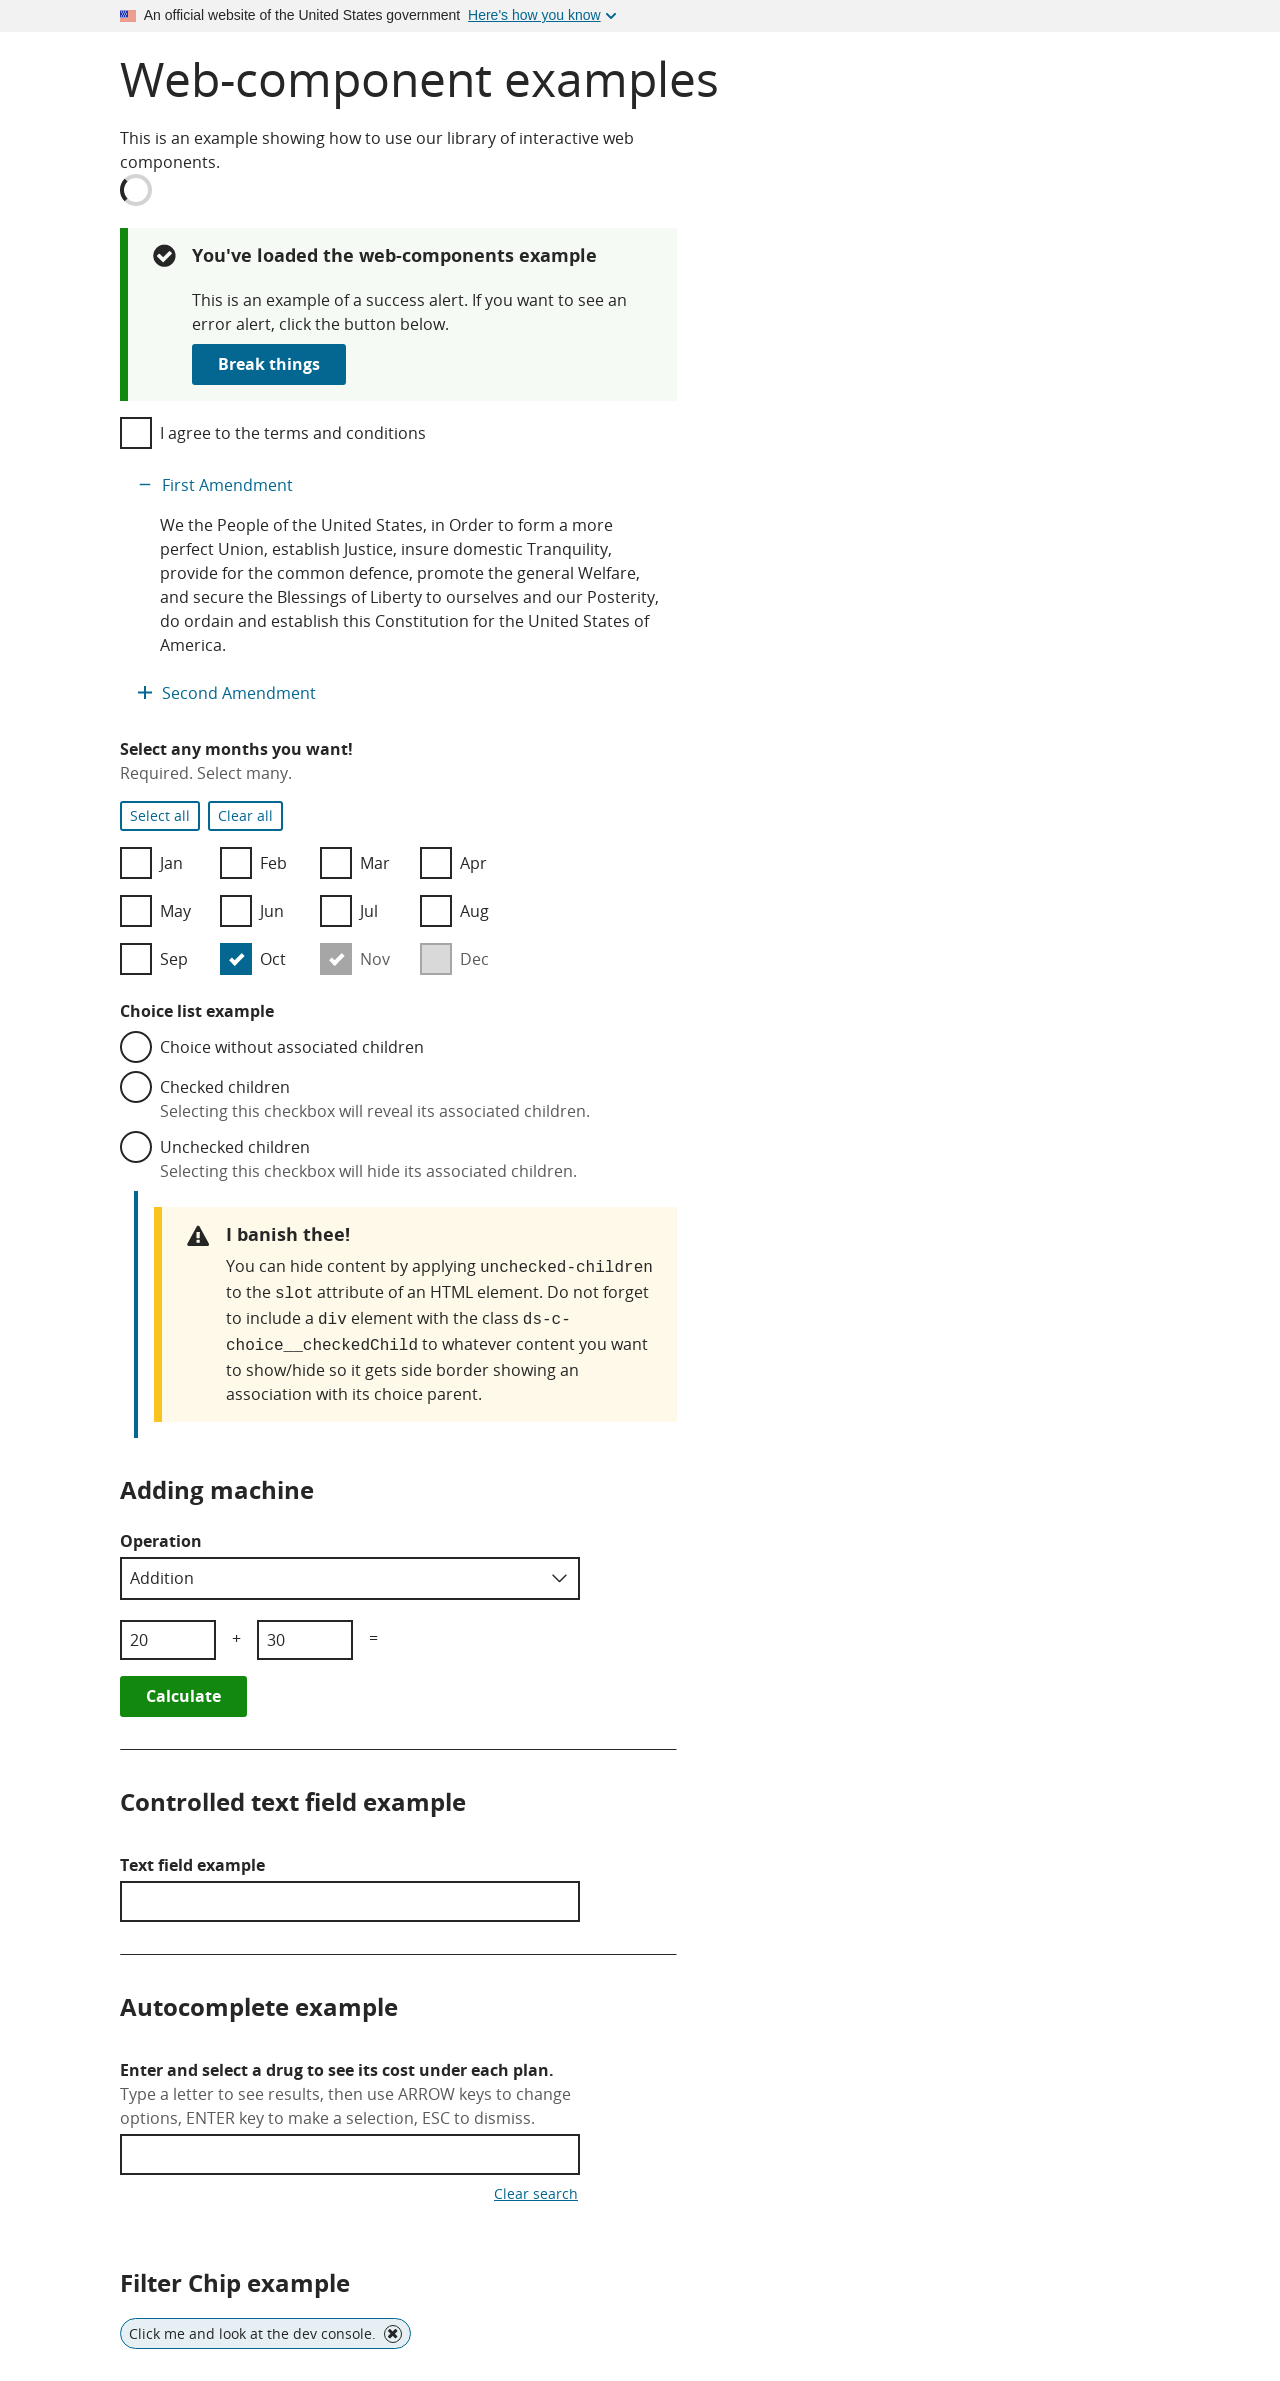 An official website of the United States government Here's how you know
Web-component examples
This is an example showing how to use our library of interactive web
components.
You've loaded the web-components example
This is an example of a success alert. If you want to see an
error alert, click the button below.
Break things
I agree to the terms and conditions
First Amendment
We the People of the United States, in Order to form a more
perfect Union, establish Justice, insure domestic Tranquility,
provide for the common defence, promote the general Welfare,
and secure the Blessings of Liberty to ourselves and our Posterity,
do ordain and establish this Constitution for the United States of
America.
Second Amendment
Select any months you want!
Required. Select many.
Select all Clear all
Jan Feb Mar Apr
May Jun Jul Aug
Sep Oct Nov Dec
Choice list example
Choice without associated children
Checked children
Selecting this checkbox will reveal its associated children.
Unchecked children
Selecting this checkbox will hide its associated children.
I banish thee!
You can hide content by applying unchecked-children
to the slot attribute of an HTML element. Do not forget
to include a div element with the class ds-c-
choice__checkedChild to whatever content you want
to show/hide so it gets side border showing an
association with its choice parent.
Adding machine
Operation
Addition
20 + 30 =
Calculate
Controlled text field example
Text field example
Autocomplete example
Enter and select a drug to see its cost under each plan.
Type a letter to see results, then use ARROW keys to change
options, ENTER key to make a selection, ESC to dismiss.
Clear search
Filter Chip example
Click me and look at the dev console.